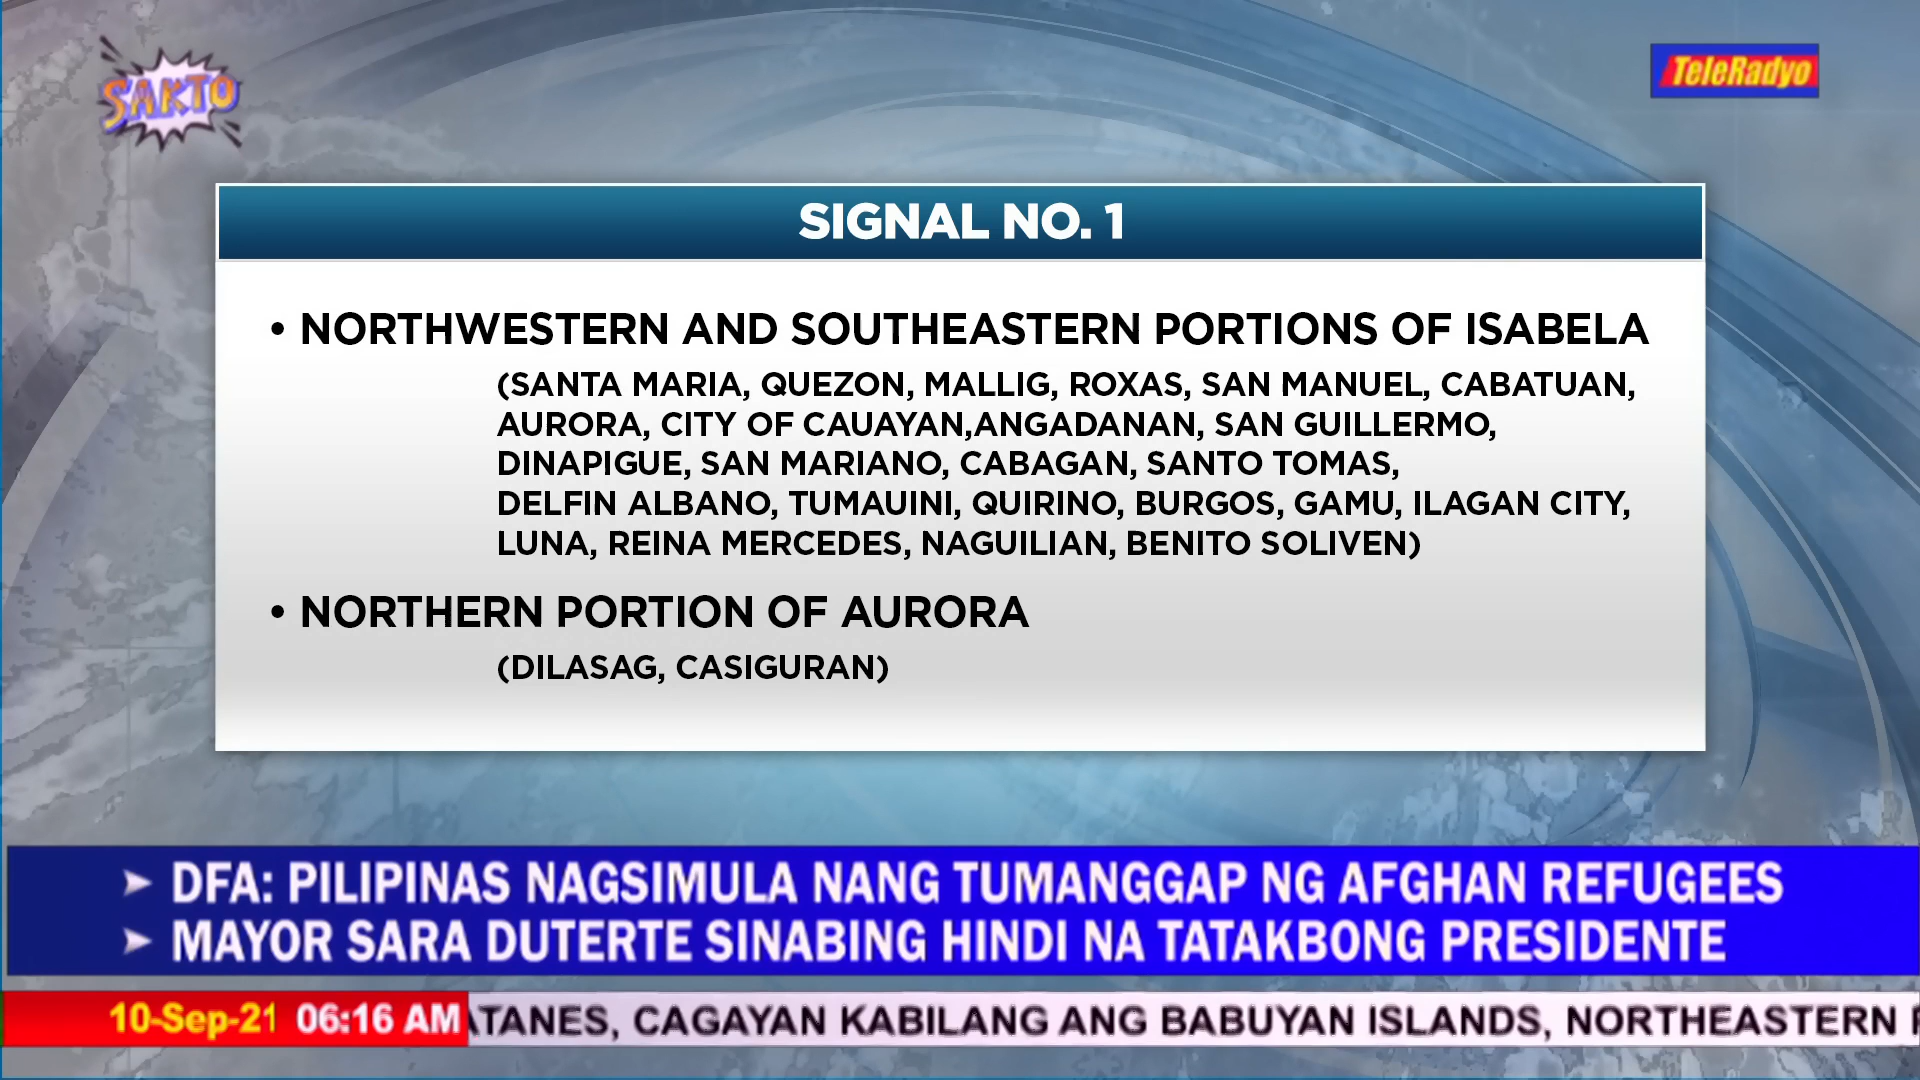 SAKTO
TeleRadyo
SIGNAL NO. 1
• NORTHWESTERN AND SOUTHEASTERN PORTIONS OF ISABELA
(SANTA MARIA, QUEZON, MALLIG, ROXAS, SAN MANUEL, CABATUAN,
AURORA, CITY OF CAUAYAN,ANGADANAN, SAN GUILLERMO,
DINAPIGUE, SAN MARIANO, CABAGAN, SANTO TOMAS,
DELFIN ALBANO, TUMAUINI, QUIRINO, BURGOS, GAMU, ILAGAN CITY,
LUNA, REINA MERCEDES, NAGUILIAN, BENITO SOLIVEN)
• NORTHERN PORTION OF AURORA
(DILASAG, CASIGURAN)
➤ DFA: PILIPINAS NAGSIMULA NANG TUMANGGAP NG AFGHAN REFUGEES
➤ MAYOR SARA DUTERTE SINABING HINDI NA TATAKBONG PRESIDENTE
10-Sep-21 06:16 AM ATANES, CAGAYAN KABILANG ANG BABUYAN ISLANDS, NORTHEASTERN